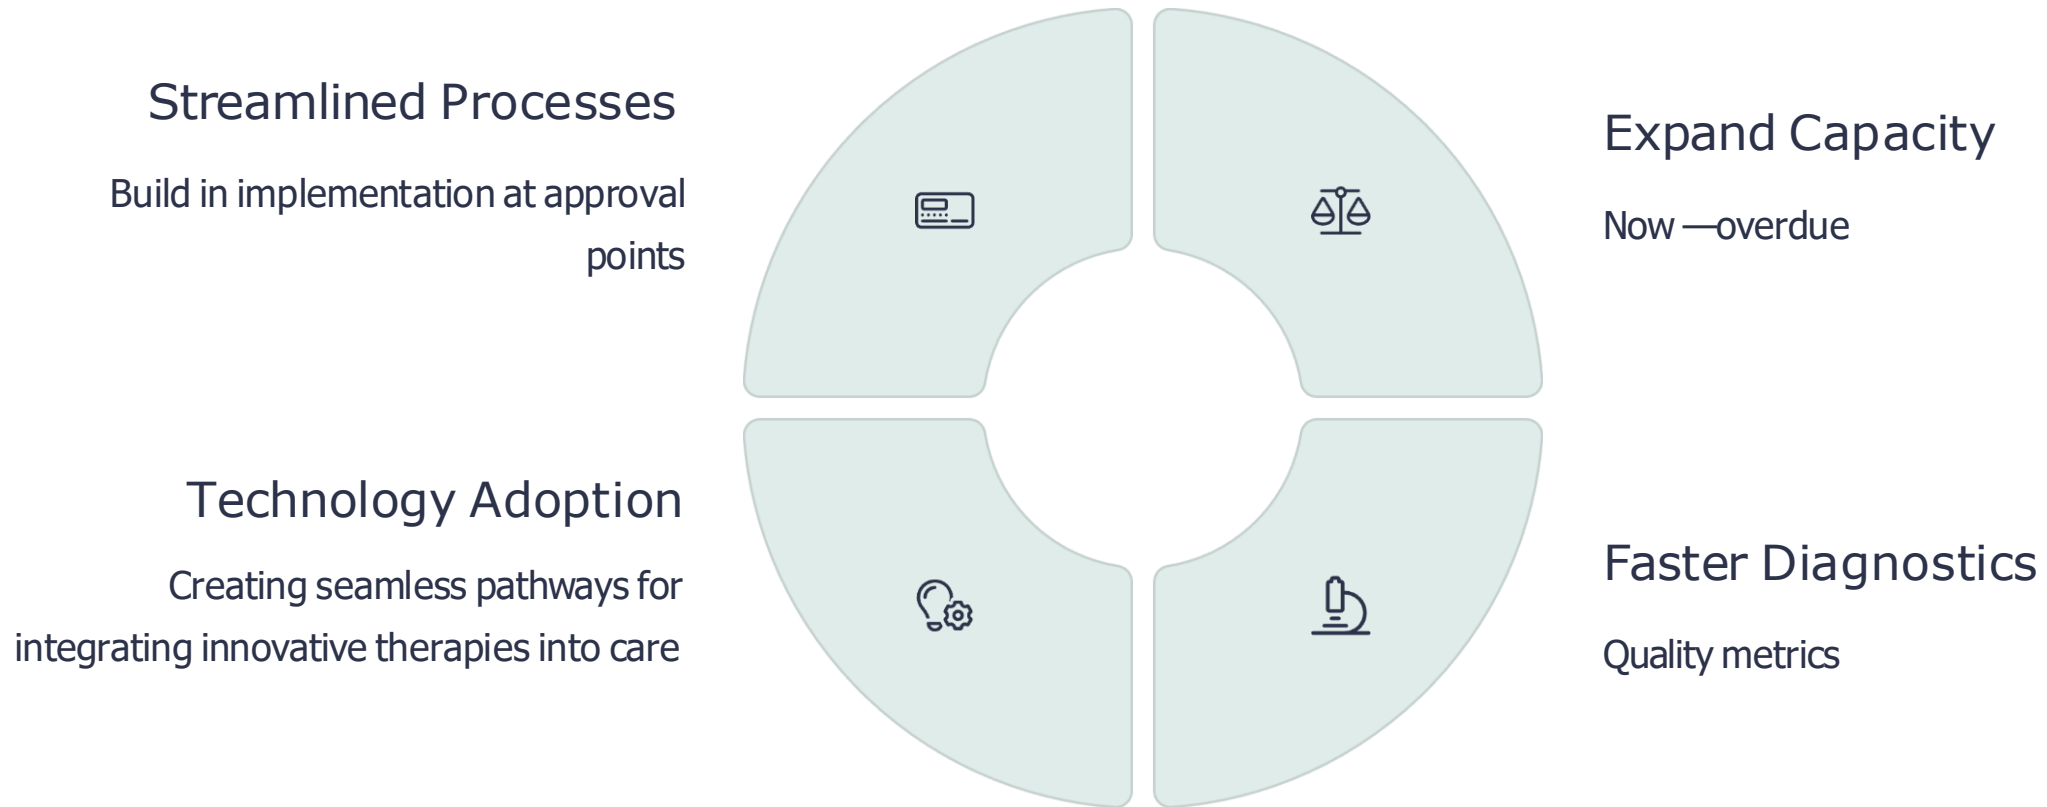 Streamlined Processes
Build in implementation at approval
points
Expand Capacity
Now —overdue
Technology Adoption
Creating seamless pathways for
integrating innovative therapies into care
Faster Diagnostics
Quality metrics